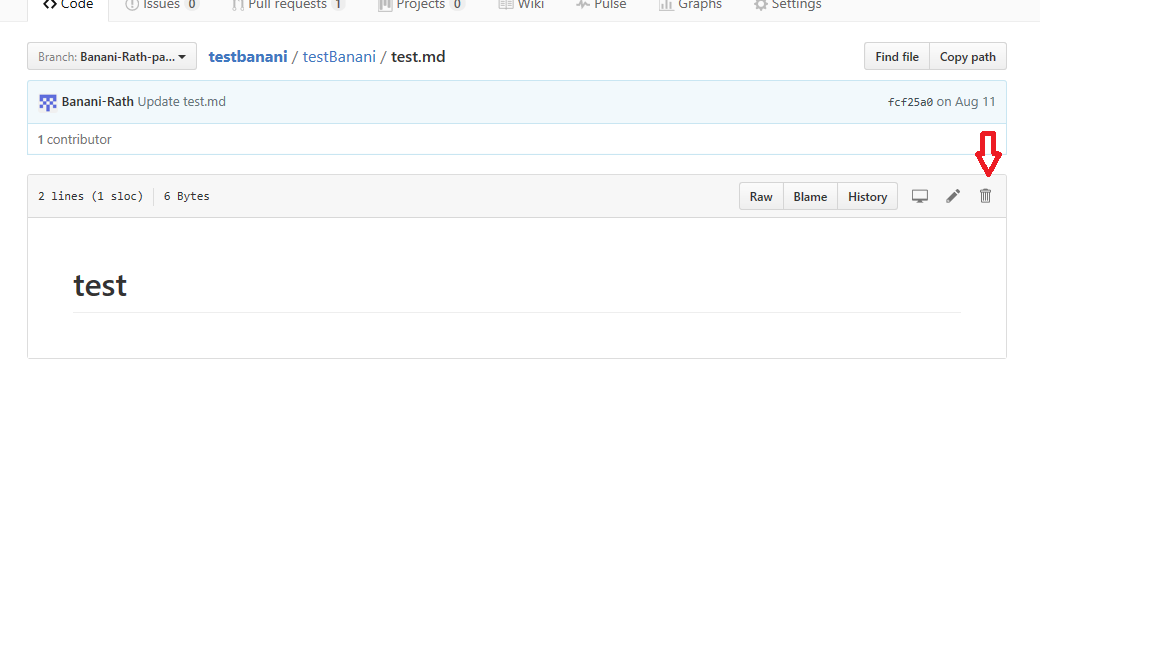 Code Issues 0 Pull requests 1 Projects 0 Wiki Pulse Graphs Settings
Branch: Banani-Rath-pa... testbanani / testBanani / test.md Find file Copy path
Banani-Rath Update test.md fcf25a0 on Aug 11
1 contributor
2 lines (1 sloc) 6 Bytes Raw Blame History
test